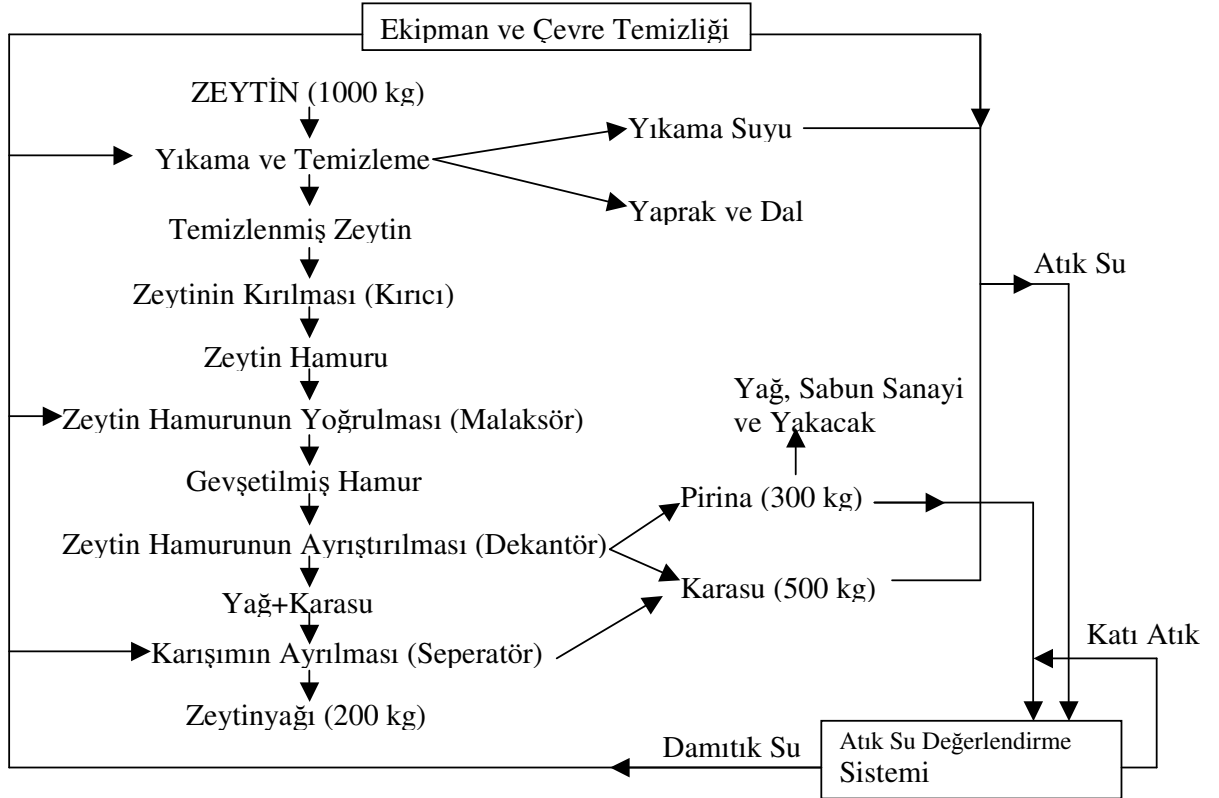 Ekipman ve Çevre Temizliği
ZEYTİN (1000 kg)
Yıkama Suyu
Yıkama ve Temizleme
Yaprak ve Dal
Temizlenmiş Zeytin
Atık Su
Zeytinin Kırılması (Kırıcı)
Zeytin Hamuru
Yağ, Sabun Sanayi
ve Yakacak
Zeytin Hamurunun Yoğrulması (Malaksör)
Gevşetilmiş Hamur
Pirina (300 kg)
Zeytin Hamurunun Ayrıştırılması (Dekantör)
Karasu (500 kg)
Yağ+Karasu
Katı Atık
Karışımın Ayrılması (Seperatör)
Zeytinyağı (200 kg)
Damıtık Su
Atık Su Değerlendirme
Sistemi